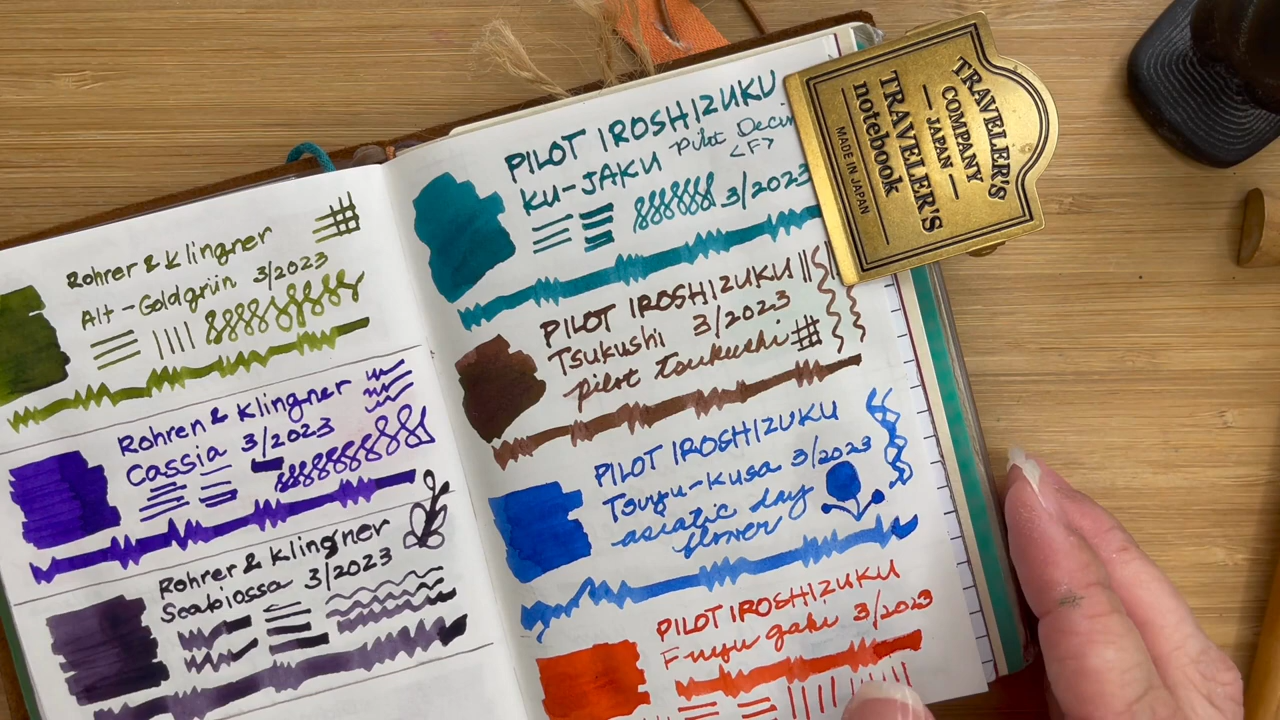 Rohrer & Klingner
Alt-Goldgrün 3/2023
Rohrer & Klingner
Cassia 3/2023
Rohrer & Klingner
Scabiossa 3/2023
PILOT IROSHIZUKU
KU-JAKU Pilot Decim
<F>
3/2023
PILOT IROSHIZUKU
Tsukushi 3/2023
pilot tsukushi
PILOT IROSHIZUKU
Tsuyu-kusa 3/2023
asiatic day
flower
PILOT IROSHIZUKU
Fuyu gaki 3/2023
TRAVELER'S
COMPANY
JAPAN
TRAVELER'S
notebook
MADE IN JAPAN